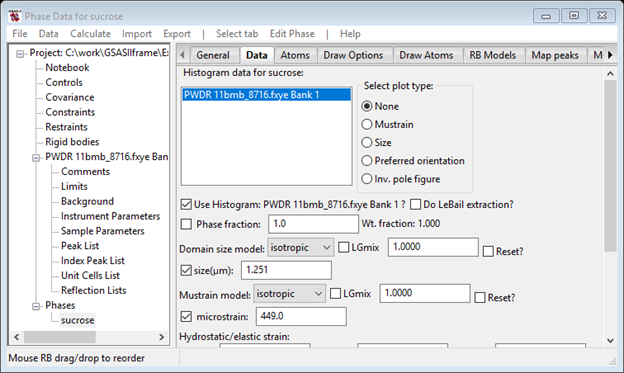 Phase Data for sucrose
File Data Calculate Import Export | Select tab Edit Phase | Help
Project: C:\work\GSASIIframe\E
Notebook
Controls
Covariance
Constraints
Restraints
Rigid bodies
PWDR 11bmb_8716.fxye Ban
Comments
Limits
Background
Instrument Parameters
Sample Parameters
Peak List
Index Peak List
Unit Cells List
Reflection Lists
Phases
sucrose
General Data Atoms Draw Options Draw Atoms RB Models Map peaks M
Histogram data for sucrose:
PWDR 11bmb_8716.fxye Bank 1
Select plot type:
None
Mustrain
Size
Preferred orientation
Inv. pole figure
Use Histogram: PWDR 11bmb_8716.fxye Bank 1 ? Do LeBail extraction?
Phase fraction: 1.0 Wt. fraction: 1.000
Domain size model: isotropic LGmix 1.0000 Reset?
size(μm): 1.251
Mustrain model: isotropic LGmix 1.0000 Reset?
microstrain: 449.0
Hydrostatic/elastic strain:
Mouse RB drag/drop to reorder